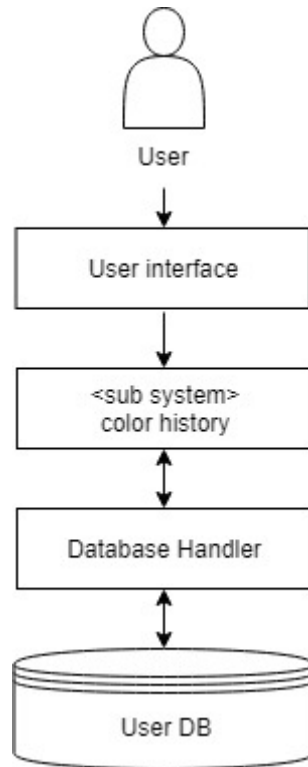 User
User interface
<sub system>
color history
Database Handler
User DB